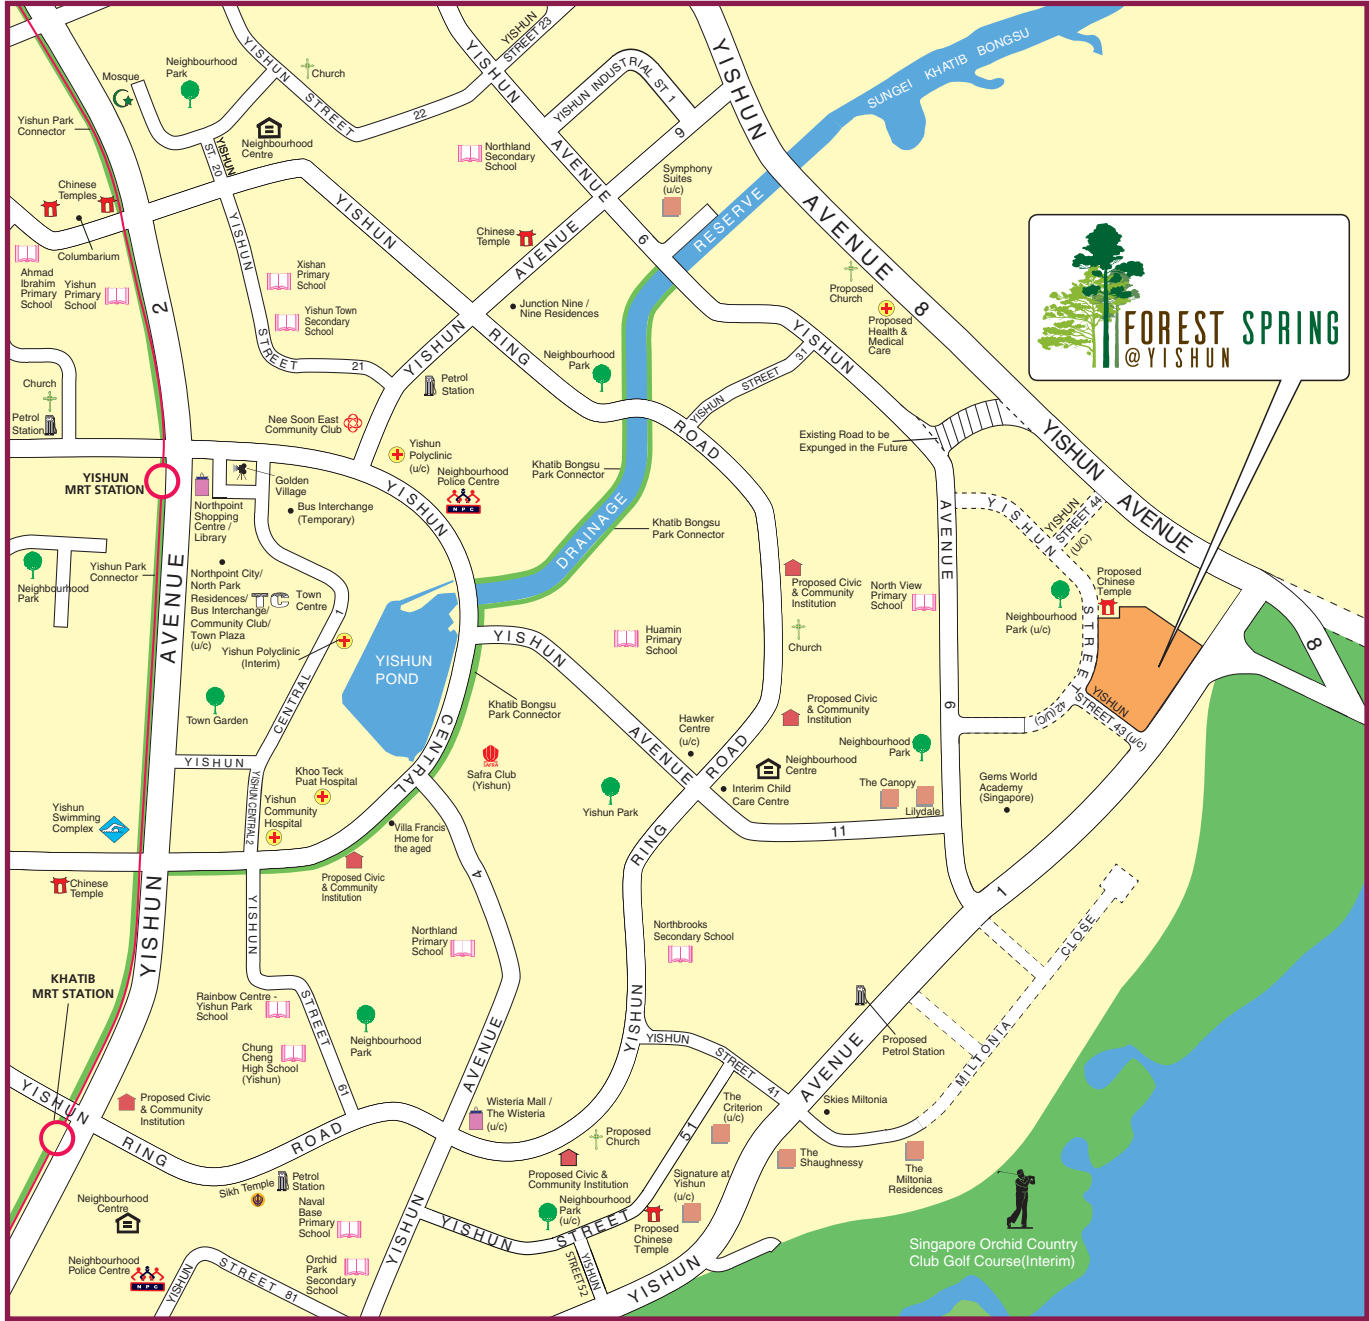 YISHUN
STREET 23
YISHUN
STREET
22
Church
Neighbourhood
Park
Mosque
Yishun Park
Connector
YISHUN
ST. 20
Neighbourhood
Centre
YISHUN INDUSTRIAL ST 1
YISHUN
AVENUE
6
9
Northland
Secondary
School
Symphony
Suites
(u/c)
YISHUN
AVENUE
8
SUNGEI KHATIB BONGSU
RESERVE
Chinese
Temples
Columbarium
Ahmad
Ibrahim
Primary
School
Yishun
Primary
School
2
YISHUN
STREET
21
Xishan
Primary
School
Yishun Town
Secondary
School
YISHUN
RING
ROAD
Chinese
Temple
AVENUE
YISHUN
Junction Nine /
Nine Residences
Proposed
Church
Proposed
Health &
Medical
Care
FOREST SPRING
@YISHUN
Church
Petrol
Station
Nee Soon East
Community Club
Petrol
Station
Neighbourhood
Park
YISHUN STREET 31
YISHUN
Existing Road to be
Expunged in the Future
YISHUN
AVENUE
YISHUN
MRT STATION
Golden
Village
Bus Interchange
(Temporary)
Northpoint
Shopping
Centre /
Library
Yishun
Polyclinic
(u/c)
Neighbourhood
Police Centre
NPC
YISHUN
Khatib Bongsu
Park Connector
DRAINAGE
Khatib Bongsu
Park Connector
AVENUE
6
YISHUN
STREET
YISHUN
STREET 44
(U/C)
Neighbourhood
Park
Yishun Park
Connector
AVENUE
Northpoint City/
North Park
Residences/
Bus Interchange/
Community Club/
Town Plaza
(u/c)
TC
Town
Centre
Yishun Polyclinic
(Interim)
1
CENTRAL
YISHUN
Town Garden
YISHUN
POND
CENTRAL
YISHUN
AVENUE
11
Huamin
Primary
School
Khatib Bongsu
Park Connector
Proposed Civic
& Community
Institution
Church
North View
Primary
School
Neighbourhood
Park (u/c)
Proposed
Chinese
Temple
8
42(U/C)
YISHUN
STREET 43 (u/c)
Proposed Civic
& Community
Institution
Hawker
Centre
(u/c)
ROAD
Neighbourhood
Centre
Interim Child
Care Centre
Neighbourhood
Park
The Canopy
Lilydale
Gems World
Academy
(Singapore)
Safra Club
(Yishun)
Yishun Park
RING
YISHUN
Yishun
Swimming
Complex
YISHUN CENTRAL 2
Khoo Teck
Puat Hospital
Yishun
Community
Hospital
Villa Francis
Home for
the aged
Proposed Civic
& Community
Institution
Chinese
Temple
YISHUN
4
AVENUE
YISHUN
1
AVENUE
YISHUN
KHATIB
MRT STATION
YISHUN
STREET
61
Northland
Primary
School
Northbrooks
Secondary School
Rainbow Centre -
Yishun Park
School
Chung
Cheng
High School
(Yishun)
Neighbourhood
Park
Proposed
Petrol Station
MILTONIA CLOSE
YISHUN
RING
ROAD
Proposed Civic
& Community
Institution
YISHUN
STREET
41
Wisteria Mall /
The Wisteria
(u/c)
Proposed
Church
Proposed Civic &
Community Institution
The
Criterion
(u/c)
Skies Miltonia
The
Shaughnessy
The
Miltonia
Residences
Sikh Temple
Petrol
Station
Neighbourhood
Centre
Naval
Base
Primary
School
Orchid
Park
Secondary
School
Neighbourhood
Police Centre
NPC
YISHUN
STREET
81
YISHUN
STREET
51
YISHUN
STREET52
Neighbourhood
Park
(u/c)
Proposed
Chinese
Temple
Signature at
Yishun
(u/c)
Singapore Orchid Country
Club Golf Course(Interim)